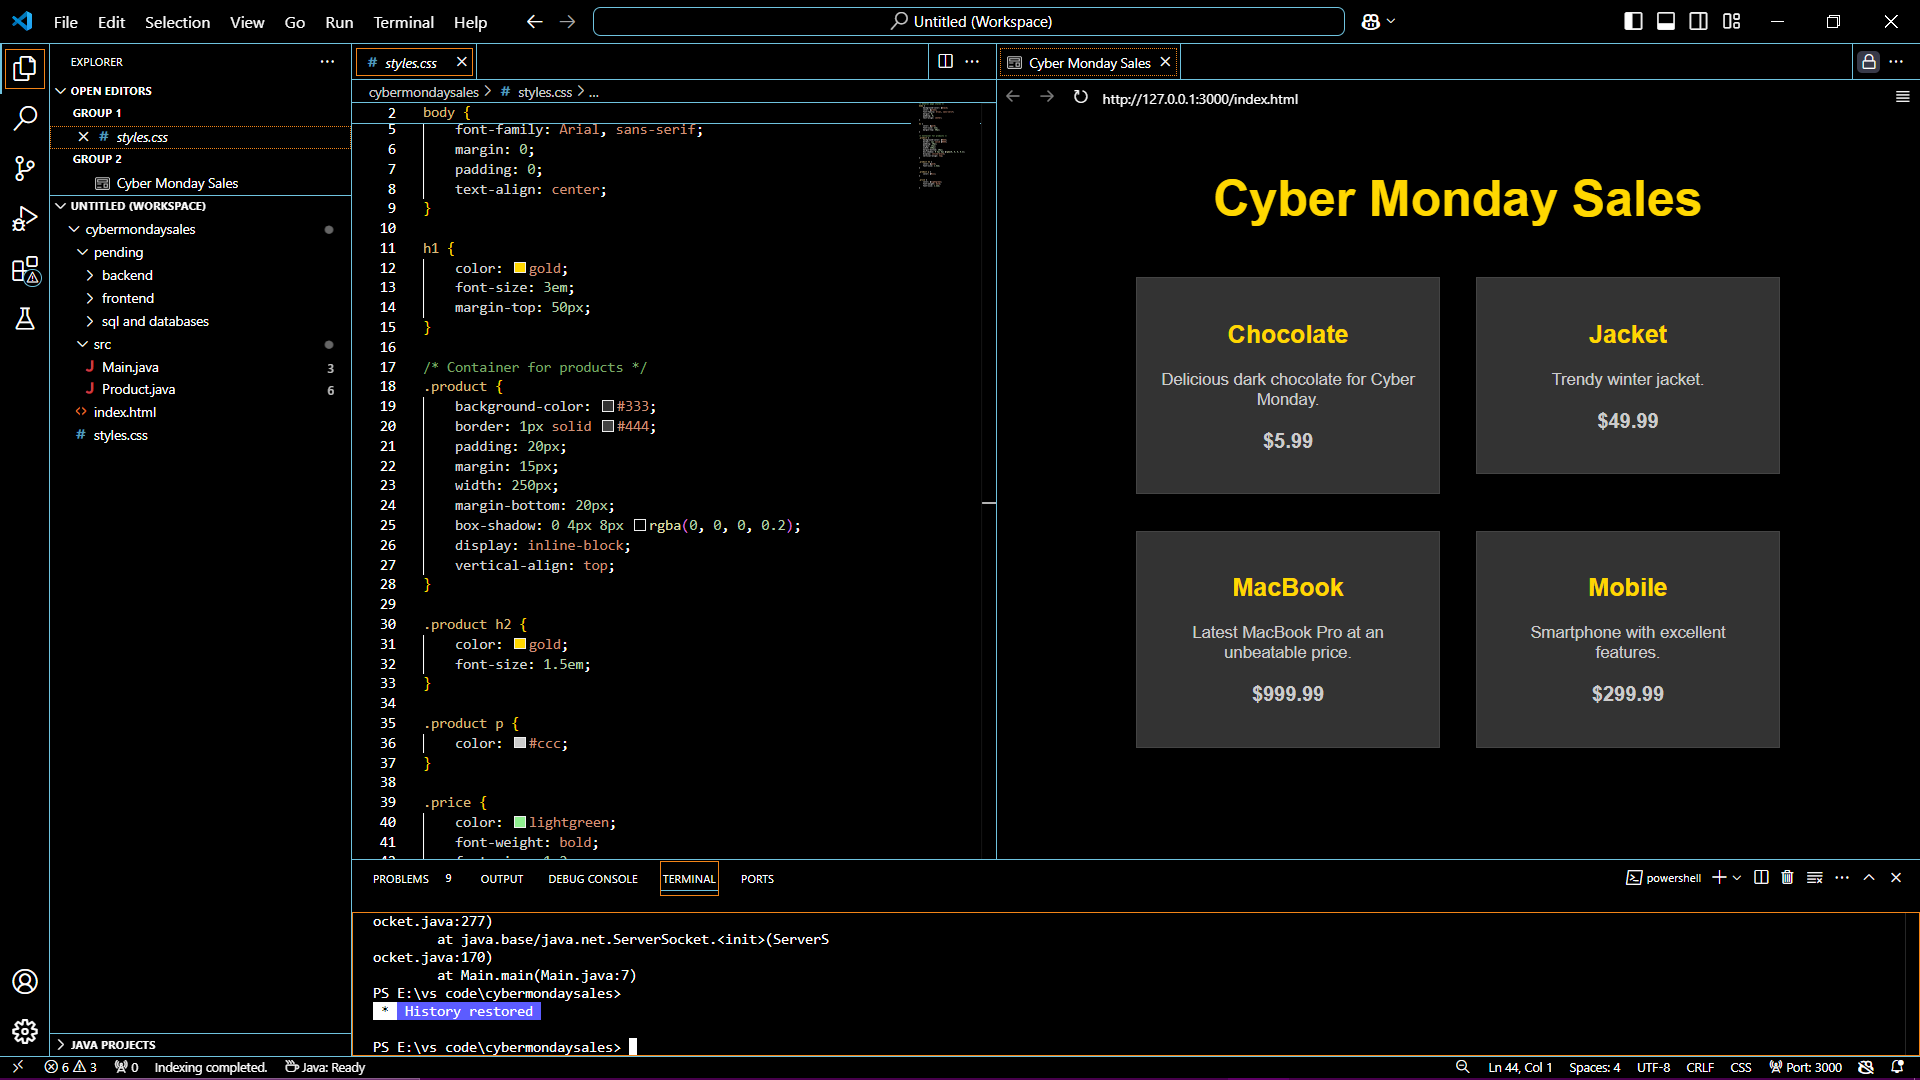 File Edit Selection View Go Run Terminal Help
Untitled (Workspace)
EXPLORER
OPEN EDITORS
GROUP 1
# styles.css
GROUP 2
Cyber Monday Sales
UNTITLED (WORKSPACE)
cybermondaysales
pending
backend
frontend
sql and databases
src
J Main.java 3
J Product.java 6
<> index.html
# styles.css
JAVA PROJECTS
# styles.css
cybermondaysales > # styles.css > ...
2 body {
5 font-family: Arial, sans-serif;
6 margin: 0;
7 padding: 0;
8 text-align: center;
9 }
10
11 h1 {
12 color: gold;
13 font-size: 3em;
14 margin-top: 50px;
15 }
16
17 /* Container for products */
18 .product {
19 background-color: #333;
20 border: 1px solid #444;
21 padding: 20px;
22 margin: 15px;
23 width: 250px;
24 margin-bottom: 20px;
25 box-shadow: 0 4px 8px rgba(0, 0, 0, 0.2);
26 display: inline-block;
27 vertical-align: top;
28 }
29
30 .product h2 {
31 color: gold;
32 font-size: 1.5em;
33 }
34
35 .product p {
36 color: #ccc;
37 }
38
39 .price {
40 color: lightgreen;
41 font-weight: bold;
Cyber Monday Sales
http://127.0.0.1:3000/index.html
Cyber Monday Sales
Chocolate
Delicious dark chocolate for Cyber
Monday.
$5.99
Jacket
Trendy winter jacket.
$49.99
MacBook
Latest MacBook Pro at an
unbeatable price.
$999.99
Mobile
Smartphone with excellent
features.
$299.99
PROBLEMS 9 OUTPUT DEBUG CONSOLE TERMINAL PORTS
powershell
ocket.java:277)
at java.base/java.net.ServerSocket.<init>(ServerS
ocket.java:170)
at Main.main(Main.java:7)
PS E:\vs code\cybermondaysales>
* History restored
PS E:\vs code\cybermondaysales>
6 3 0 Indexing completed. Java: Ready
Ln 44, Col 1 Spaces: 4 UTF-8 CRLF CSS Port: 3000